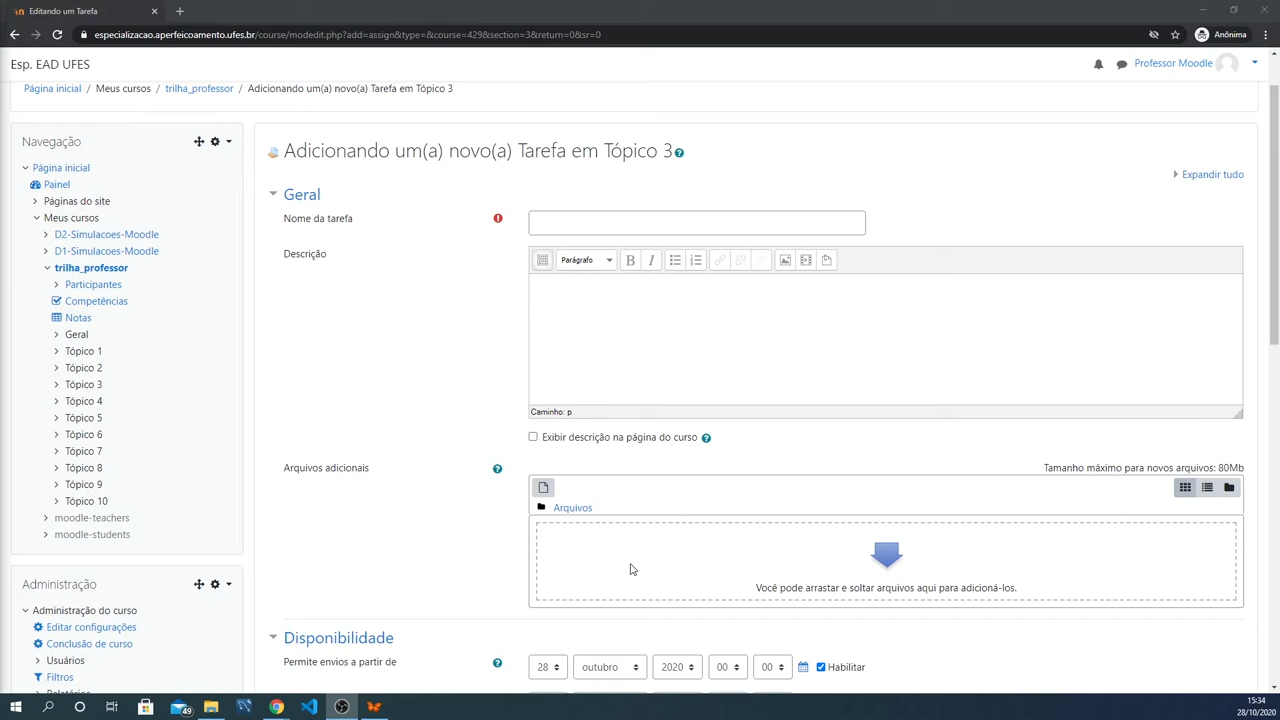 Editando um Tarefa
especializacao.aperfeicoamento.ufes.br/course/modedit.php?add=assign&type=&course=429&section=3&return=0&sr=0
Anônima
Esp. EAD UFES
Professor Moodle
Página inicial / Meus cursos / trilha_professor / Adicionando um(a) novo(a) Tarefa em Tópico 3
Navegação
Página inicial
Painel
Páginas do site
Meus cursos
D2-Simulacoes-Moodle
D1-Simulacoes-Moodle
trilha_professor
Participantes
Competências
Notas
Geral
Tópico 1
Tópico 2
Tópico 3
Tópico 4
Tópico 5
Tópico 6
Tópico 7
Tópico 8
Tópico 9
Tópico 10
moodle-teachers
moodle-students
Administração
Administração do curso
Editar configurações
Conclusão de curso
Usuários
Filtros
Relatórios
Adicionando um(a) novo(a) Tarefa em Tópico 3
Expandir tudo
Geral
Nome da tarefa
Descrição
Parágrafo
B I
Caminho: p
Exibir descrição na página do curso
Arquivos adicionais
Tamanho máximo para novos arquivos: 80Mb
Arquivos
Você pode arrastar e soltar arquivos aqui para adicioná-los.
Disponibilidade
Permite envios a partir de
28 outubro 2020 00 00 Habilitar
49
15:34
28/10/2020